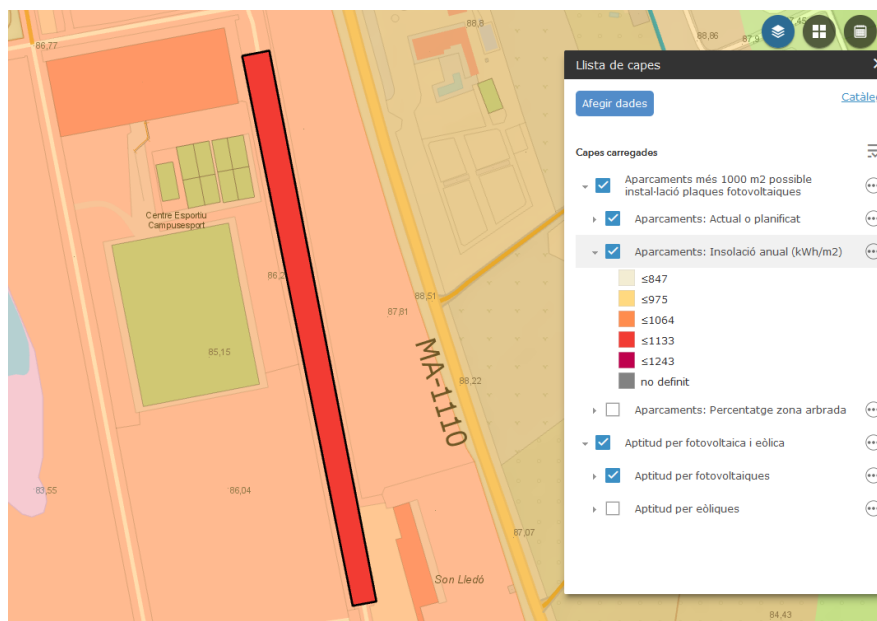 86,77
88,8
88,86
87,9
7,45
Centre Esportiu
Campusesport
86,2
87,81
88,51
85,15
MA-1110
88,22
83,55
86,04
87,07
Son Lledó
84,43
Llista de capes
Afegir dades
Catàleg
Capes carregades
Aparcaments més 1000 m2 possible
instal·lació plaques fotovoltaiques
Aparcaments: Actual o planificat
Aparcaments: Insolació anual (kWh/m2)
≤847
≤975
≤1064
≤1133
≤1243
no definit
Aparcaments: Percentatge zona arbrada
Aptitud per fotovoltaica i eòlica
Aptitud per fotovoltaiques
Aptitud per eòliques